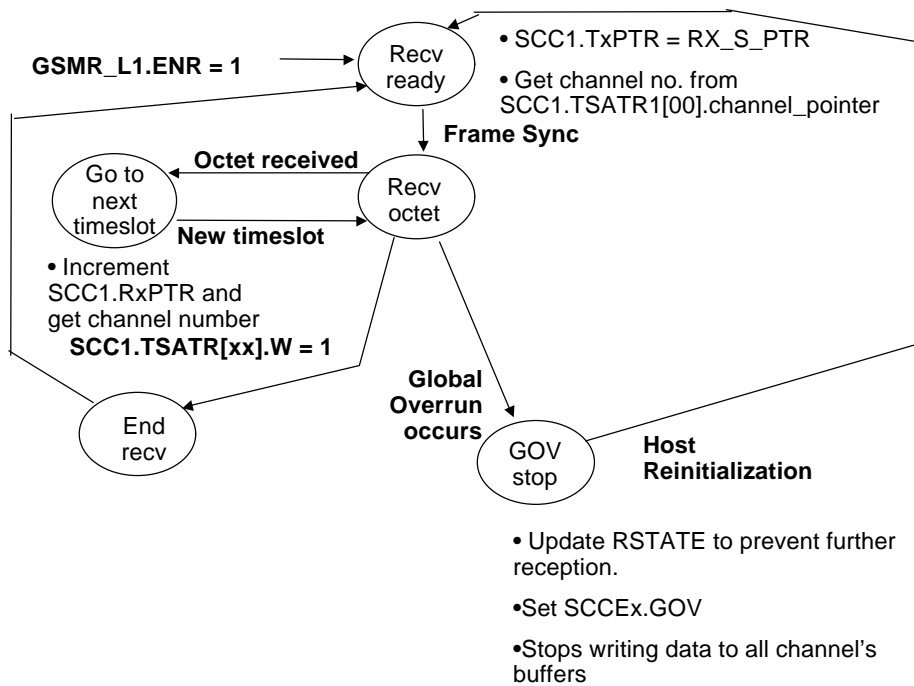 GSMR_L1.ENR = 1
Recv
ready
• SCC1.TxPTR = RX_S_PTR
• Get channel no. from
SCC1.TSATR1[00].channel_pointer
Frame Sync
Octet received
Go to
next
timeslot
Recv
octet
New timeslot
• Increment
SCC1.RxPTR and
get channel number
SCC1.TSATR[xx].W = 1
End
recv
Global
Overrun
occurs
GOV
stop
Host
Reinitialization
• Update RSTATE to prevent further
reception.
•Set SCCEx.GOV
•Stops writing data to all channel's
buffers